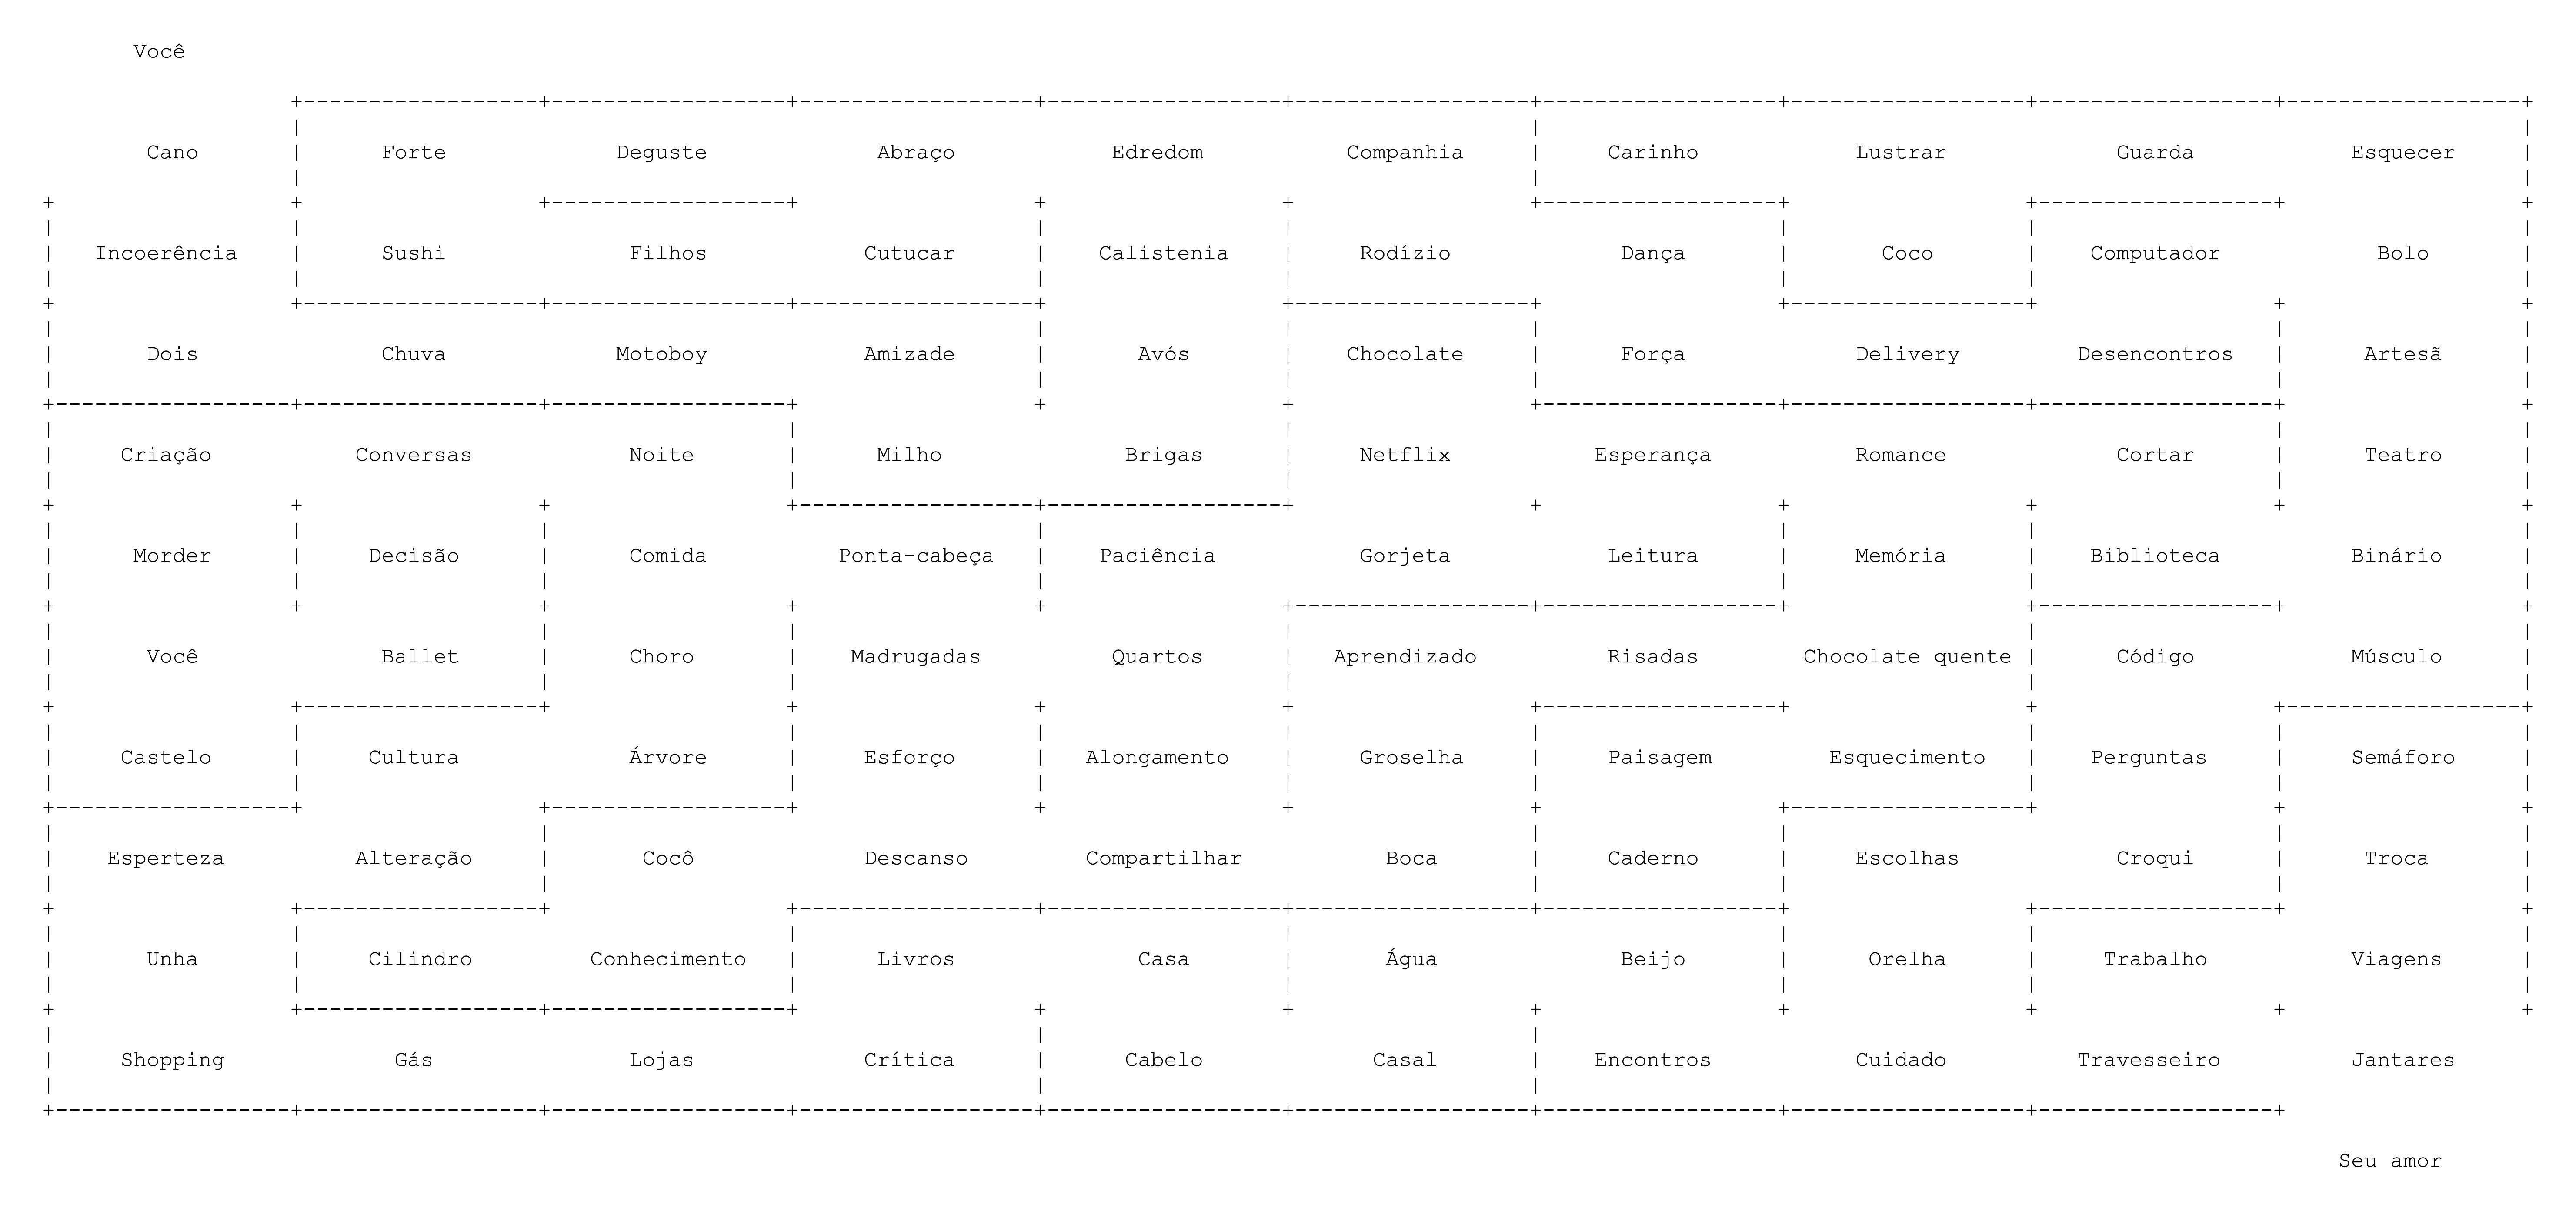 Você
Cano Forte Deguste Abraço Edredom Companhia Carinho Lustrar Guarda Esquecer
Incoerência Sushi Filhos Cutucar Calistenia Rodízio Dança Coco Computador Bolo
Dois Chuva Motoboy Amizade Avós Chocolate Força Delivery Desencontros Artesã
Criação Conversas Noite Milho Brigas Netflix Esperança Romance Cortar Teatro
Morder Decisão Comida Ponta-cabeça Paciência Gorjeta Leitura Memória Biblioteca Binário
Você Ballet Choro Madrugadas Quartos Aprendizado Risadas Chocolate quente Código Músculo
Castelo Cultura Árvore Esforço Alongamento Groselha Paisagem Esquecimento Perguntas Semáforo
Esperteza Alteração Cocô Descanso Compartilhar Boca Caderno Escolhas Croqui Troca
Unha Cilindro Conhecimento Livros Casa Água Beijo Orelha Trabalho Viagens
Shopping Gás Lojas Crítica Cabelo Casal Encontros Cuidado Travesseiro Jantares
Seu amor